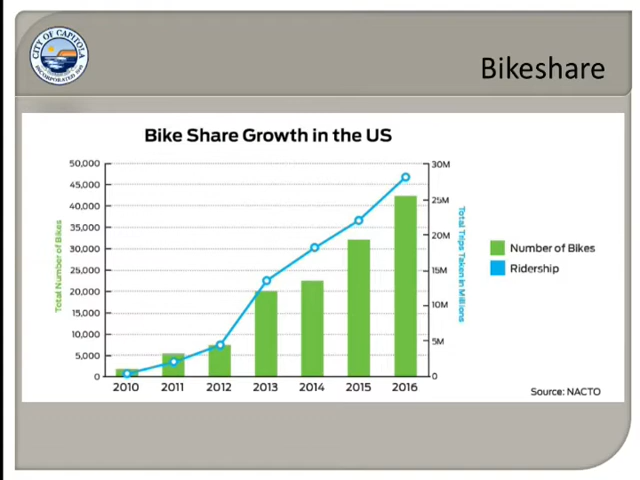 CITY OF CAPITOLA
INCORPORATED 1949
Bikeshare
Bike Share Growth in the US
50,000
45,000
40,000
35,000
30,000
25,000
20,000
15,000
10,000
5,000
0
Total Number of Bikes
30M
25M
20M
15M
10M
5M
0
Total Trips Taken in Millions
2010 2011 2012 2013 2014 2015 2016
Number of Bikes
Ridership
Source: NACTO